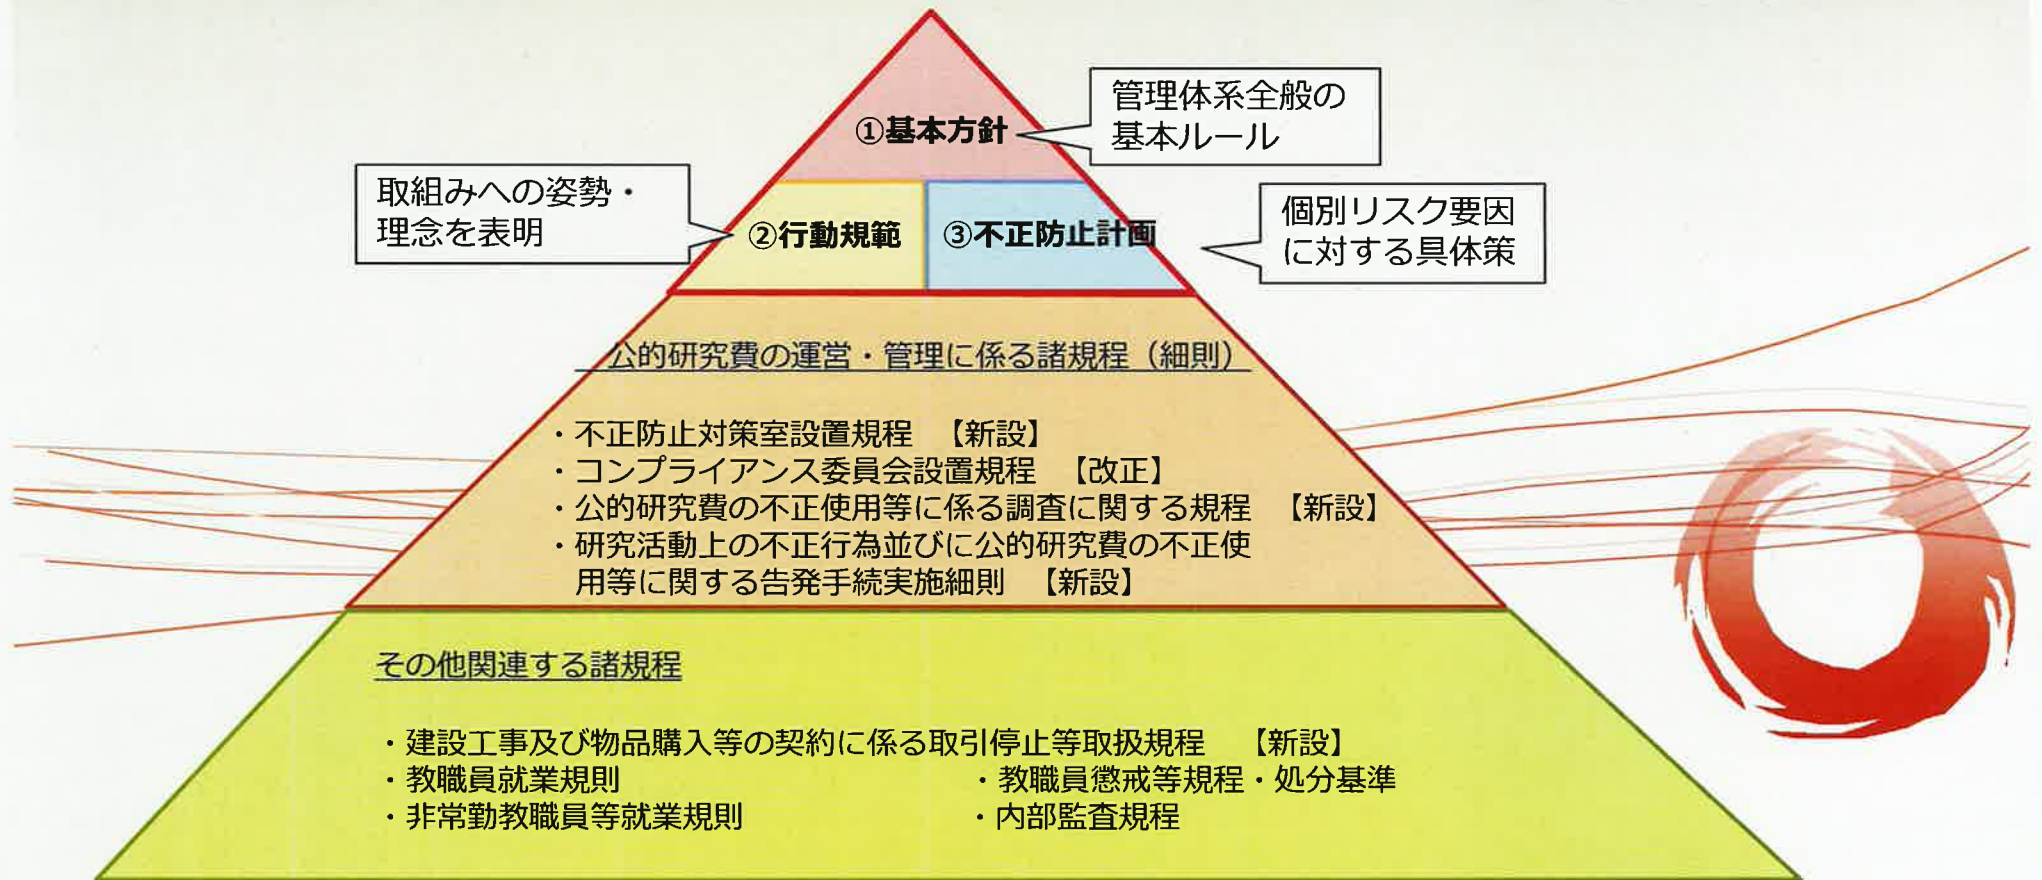 ①基本方針
管理体系全般の
基本ルール
取組みへの姿勢・
理念を表明
②行動規範
③不正防止計画
個別リスク要因
に対する具体策
公的研究費の運営・管理に係る諸規程（細則）
・不正防止対策室設置規程　【新設】
・コンプライアンス委員会設置規程　【改正】
・公的研究費の不正使用等に係る調査に関する規程　【新設】
・研究活動上の不正行為並びに公的研究費の不正使
用等に関する告発手続実施細則　【新設】
その他関連する諸規程
・建設工事及び物品購入等の契約に係る取引停止等取扱規程　【新設】
・教職員就業規則　・教職員懲戒等規程・処分基準
・非常勤教職員等就業規則　・内部監査規程